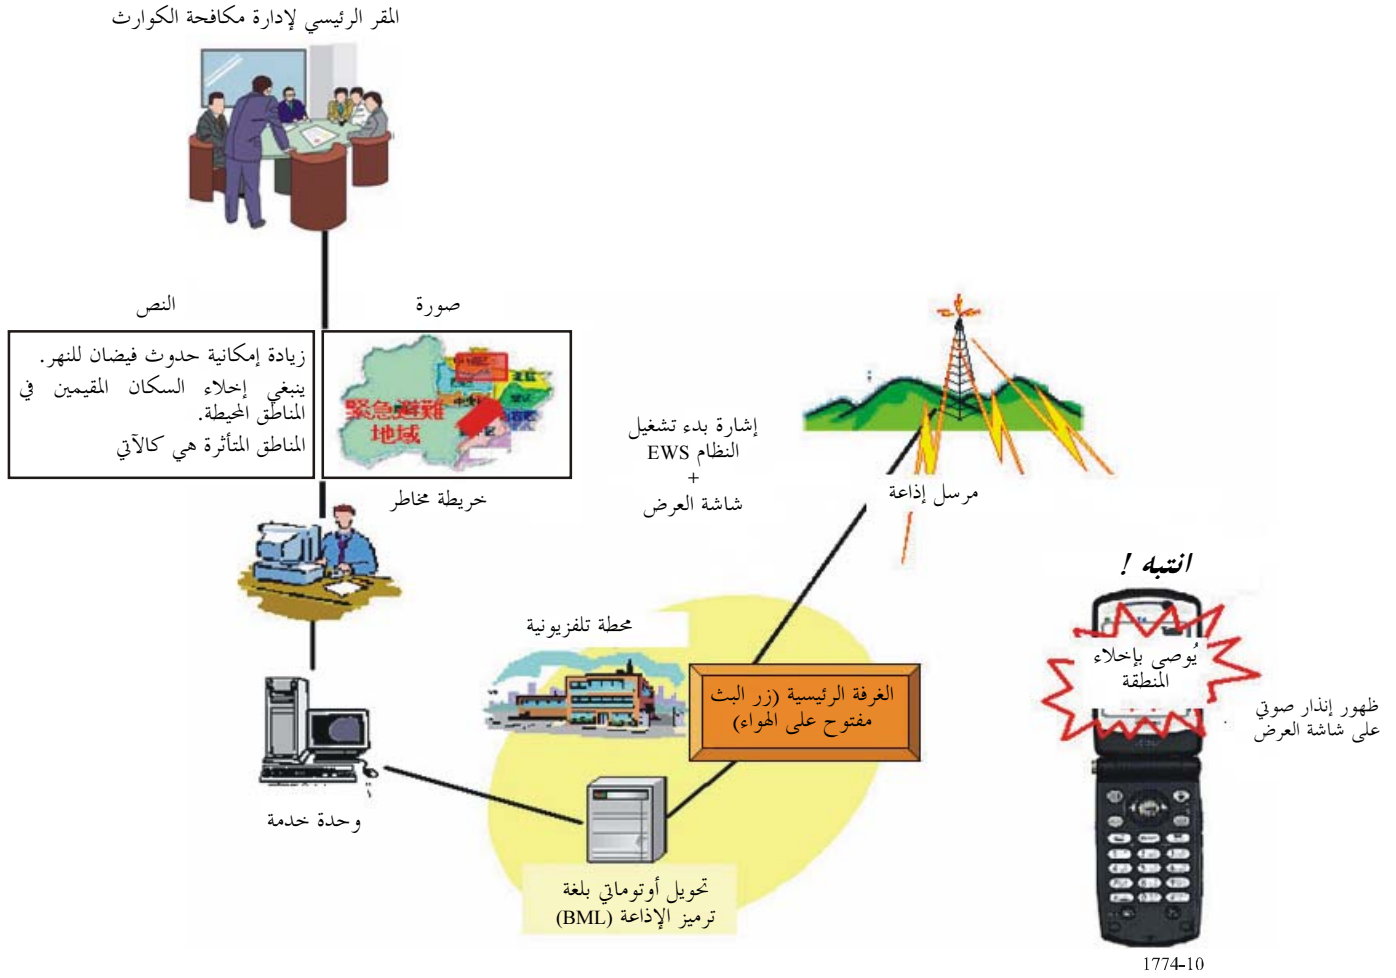 المقر الرئيسي لإدارة مكافحة الكوارث
صورة
النص
زيادة إمكانية حدوث فيضان للنهر.
ينبغي إخلاء السكان المقيمين في
المناطق المحيطة.
المناطق المتأثرة هي كالآتي
緊急避難
地域
خريطة مخاطر
إشارة بدء تشغيل
النظام EWS
+
شاشة العرض
مرسل إذاعة
انتبه !
يُوصى بإخلاء
المنطقة
ظهور إنذار صوتي
على شاشة العرض
محطة تلفزيونية
الغرفة الرئيسية (زر البث
مفتوح على الهواء)
وحدة خدمة
تحويل أوتوماتي بلغة
ترميز الإذاعة (BML)
1774-10